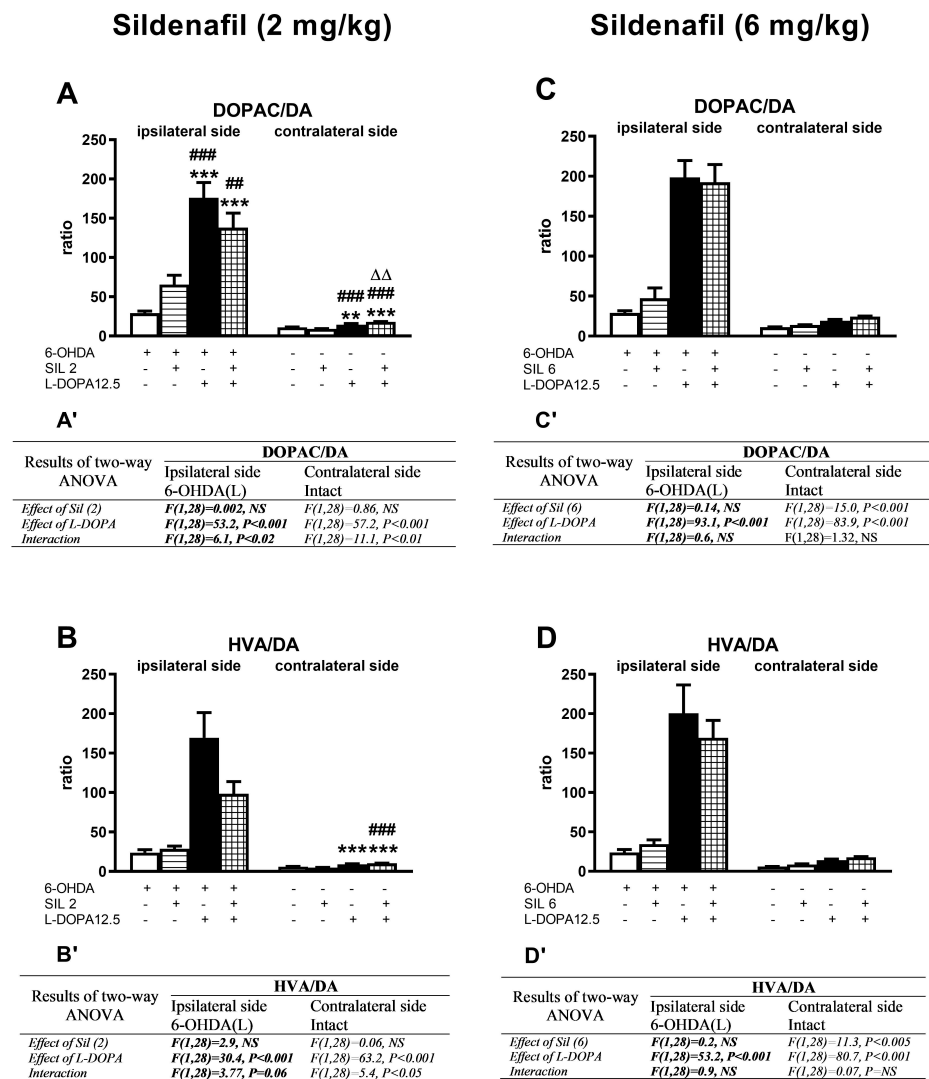 Sildenafil (2 mg/kg)
Sildenafil (6 mg/kg)
A
DOPAC/DA
ipsilateral side contralateral side
250
200
150
100
50
0
ratio
###
***
##
***
###
**
ΔΔ
###
***
6-OHDA + + + + - - - -
SIL 2 - + - + - + - +
L-DOPA12.5 - - + + - - + +
A'
Results of two-way ANOVA
DOPAC/DA
Ipsilateral side 6-OHDA(L)
Contralateral side Intact
Effect of Sil (2) F(1,28)=0.002, NS F(1,28)=0.86, NS
Effect of L-DOPA F(1,28)=53.2, P<0.001 F(1,28)=57.2, P<0.001
Interaction F(1,28)=6.1, P<0.02 F(1,28)=11.1, P<0.01
C
DOPAC/DA
ipsilateral side contralateral side
250
200
150
100
50
0
ratio
6-OHDA + + + + - - - -
SIL 6 - + - + - + - +
L-DOPA12.5 - - + + - - + +
C'
Results of two-way ANOVA
DOPAC/DA
Ipsilateral side 6-OHDA(L)
Contralateral side Intact
Effect of Sil (6) F(1,28)=0.14, NS F(1,28)=15.0, P<0.001
Effect of L-DOPA F(1,28)=93.1, P<0.001 F(1,28)=83.9, P<0.001
Interaction F(1,28)=0.6, NS F(1,28)=1.32, NS
B
HVA/DA
ipsilateral side contralateral side
250
200
150
100
50
0
ratio
***
###
***
6-OHDA + + + + - - - -
SIL 2 - + - + - + - +
L-DOPA12.5 - - + + - - + +
B'
Results of two-way ANOVA
HVA/DA
Ipsilateral side 6-OHDA(L)
Contralateral side Intact
Effect of Sil (2) F(1,28)=2.9, NS F(1,28)=0.06, NS
Effect of L-DOPA F(1,28)=30.4, P<0.001 F(1,28)=63.2, P<0.001
Interaction F(1,28)=3.77, P=0.06 F(1,28)=5.4, P<0.05
D
HVA/DA
ipsilateral side contralateral side
250
200
150
100
50
0
ratio
6-OHDA + + + + - - - -
SIL 6 - + - + - + - +
L-DOPA12.5 - - + + - - + +
D'
Results of two-way ANOVA
HVA/DA
Ipsilateral side 6-OHDA(L)
Contralateral side Intact
Effect of Sil (6) F(1,28)=0.2, NS F(1,28)=11.3, P<0.005
Effect of L-DOPA F(1,28)=53.2, P<0.001 F(1,28)=80.7, P<0.001
Interaction F(1,28)=0.9, NS F(1,28)=0.07, P=NS